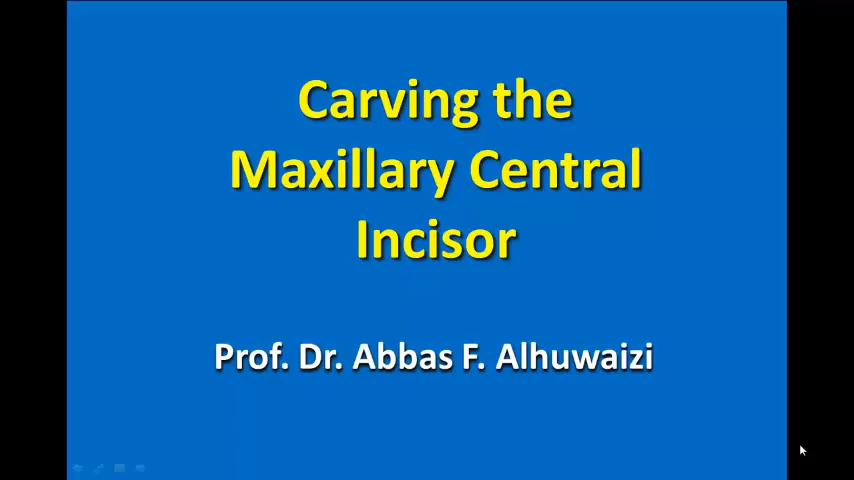 Carving the
Maxillary Central
Incisor
Prof. Dr. Abbas F. Alhuwaizi